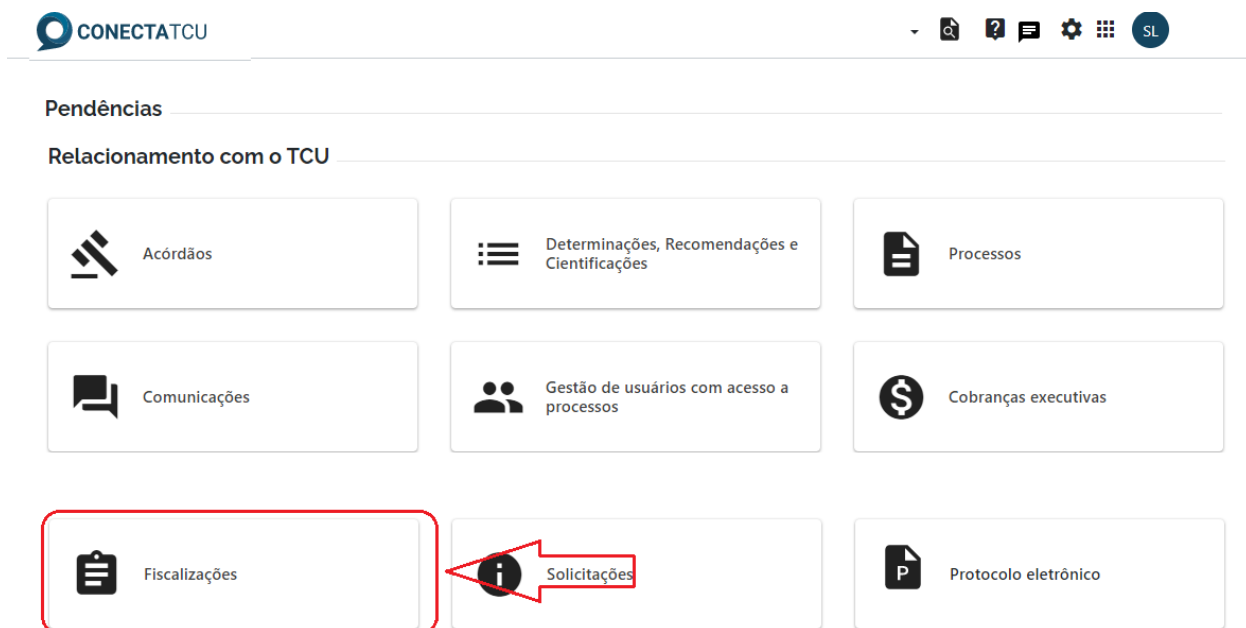 CONECTATCU
SL
Pendências
Relacionamento com o TCU
Acórdãos
Determinações, Recomendações e
Cientificações
Processos
Comunicações
Gestão de usuários com acesso a
processos
Cobranças executivas
Fiscalizações
Solicitações
P
Protocolo eletrônico